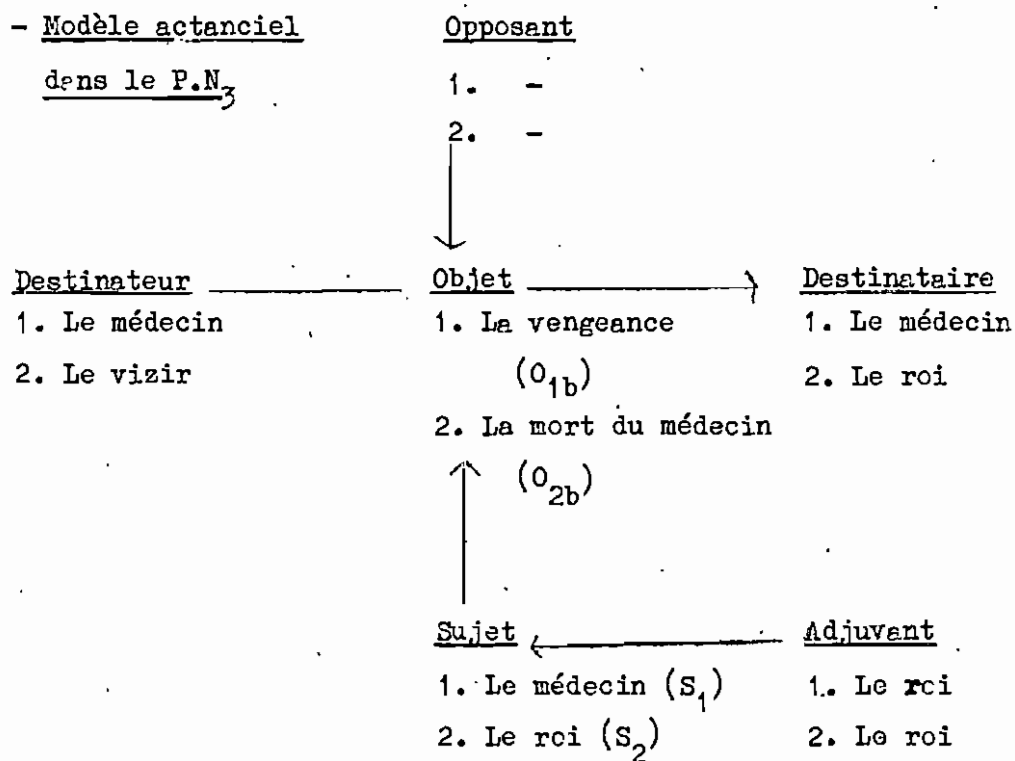 - Modèle actanciel
dans le P.N3
Opposant
1. -
2. -
Destinateur
1. Le médecin
2. Le vizir
Objet
1. La vengeance
(O1b)
2. La mort du médecin
(O2b)
Destinataire
1. Le médecin
2. Le roi
Sujet
1. Le médecin (S1)
2. Le roi (S2)
Adjuvant
1. Le roi
2. Le roi